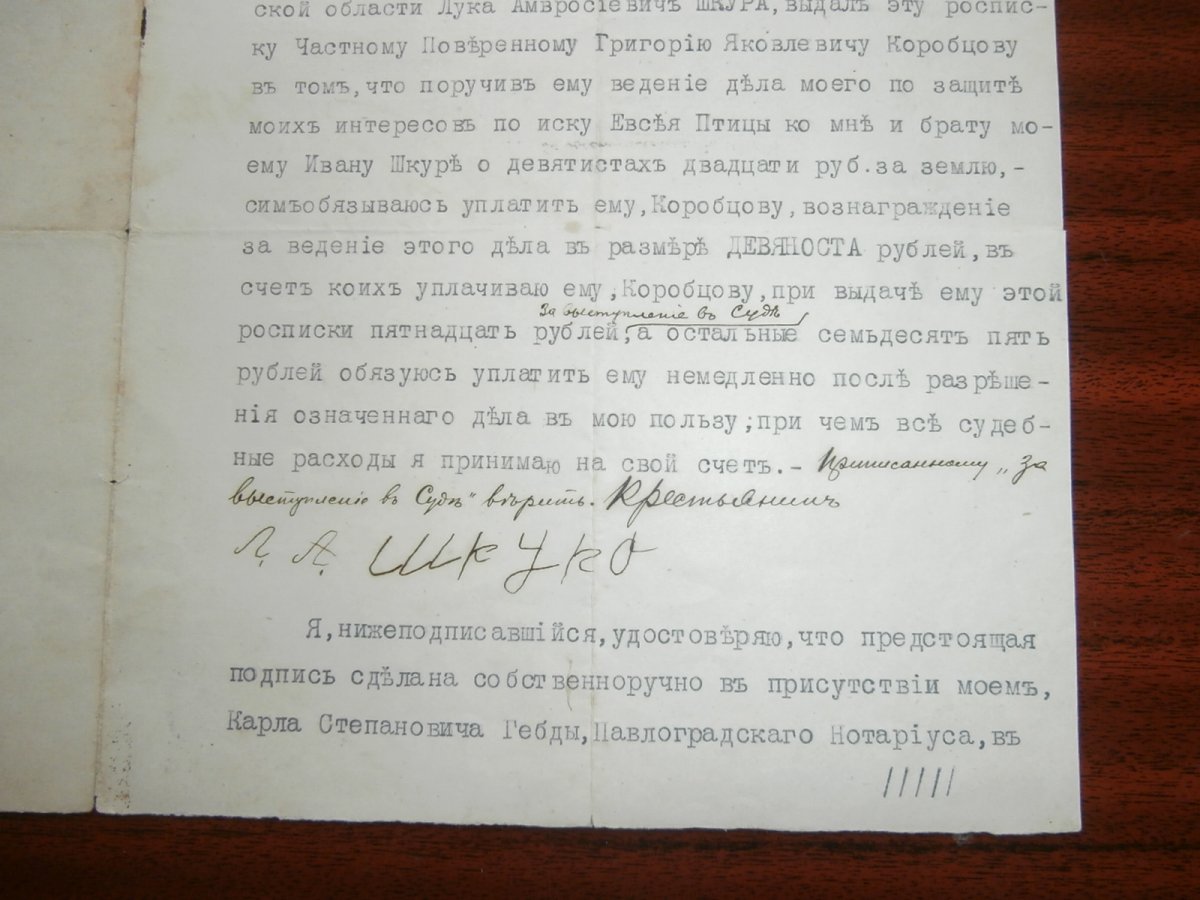 ской области Лука Амвросіевичъ ШКУРА,выдалъ эту роспис-
ку Частному Повѣренному Григорію Яковлевичу Коробцову
въ томъ,что поручивъ ему веденіе дѣла моего по защитѣ
моихъ интересовъ по иску Евсѣя Птицы ко мнѣ и брату мо-
ему Ивану Шкурѣ о девятистахъ двадцати руб.за землю,-
симъобязываюсь уплатить ему,Коробцову,вознагражденіе
за веденіе этого дѣла въ размѣрѣ ДЕВЯНОСТА рублей,въ
счетъ коихъ уплачиваю ему,Коробцову,при выдачѣ ему этой
За выступленіе въ Судѣ
росписки пятнадцать рублей,а остальные семьдесятъ пять
рублей обязуюсь уплатить ему немедленно послѣ разрѣше-
нія означеннаго дѣла въ мою пользу;при чемъ всѣ судеб-
ные расходы я принимаю на свой счетъ.- Приписанному „за
выступленіе въ Судѣ" вѣрить. Крестьянинъ
Л. А. Шкуро
Я,нижеподписавшійся,удостовѣряю,что предстоящая
подпись сдѣлана собственноручно въ присутствіи моемъ,
Карла Степановича Гебды,Павлоградскаго Нотаріуса,въ
/////